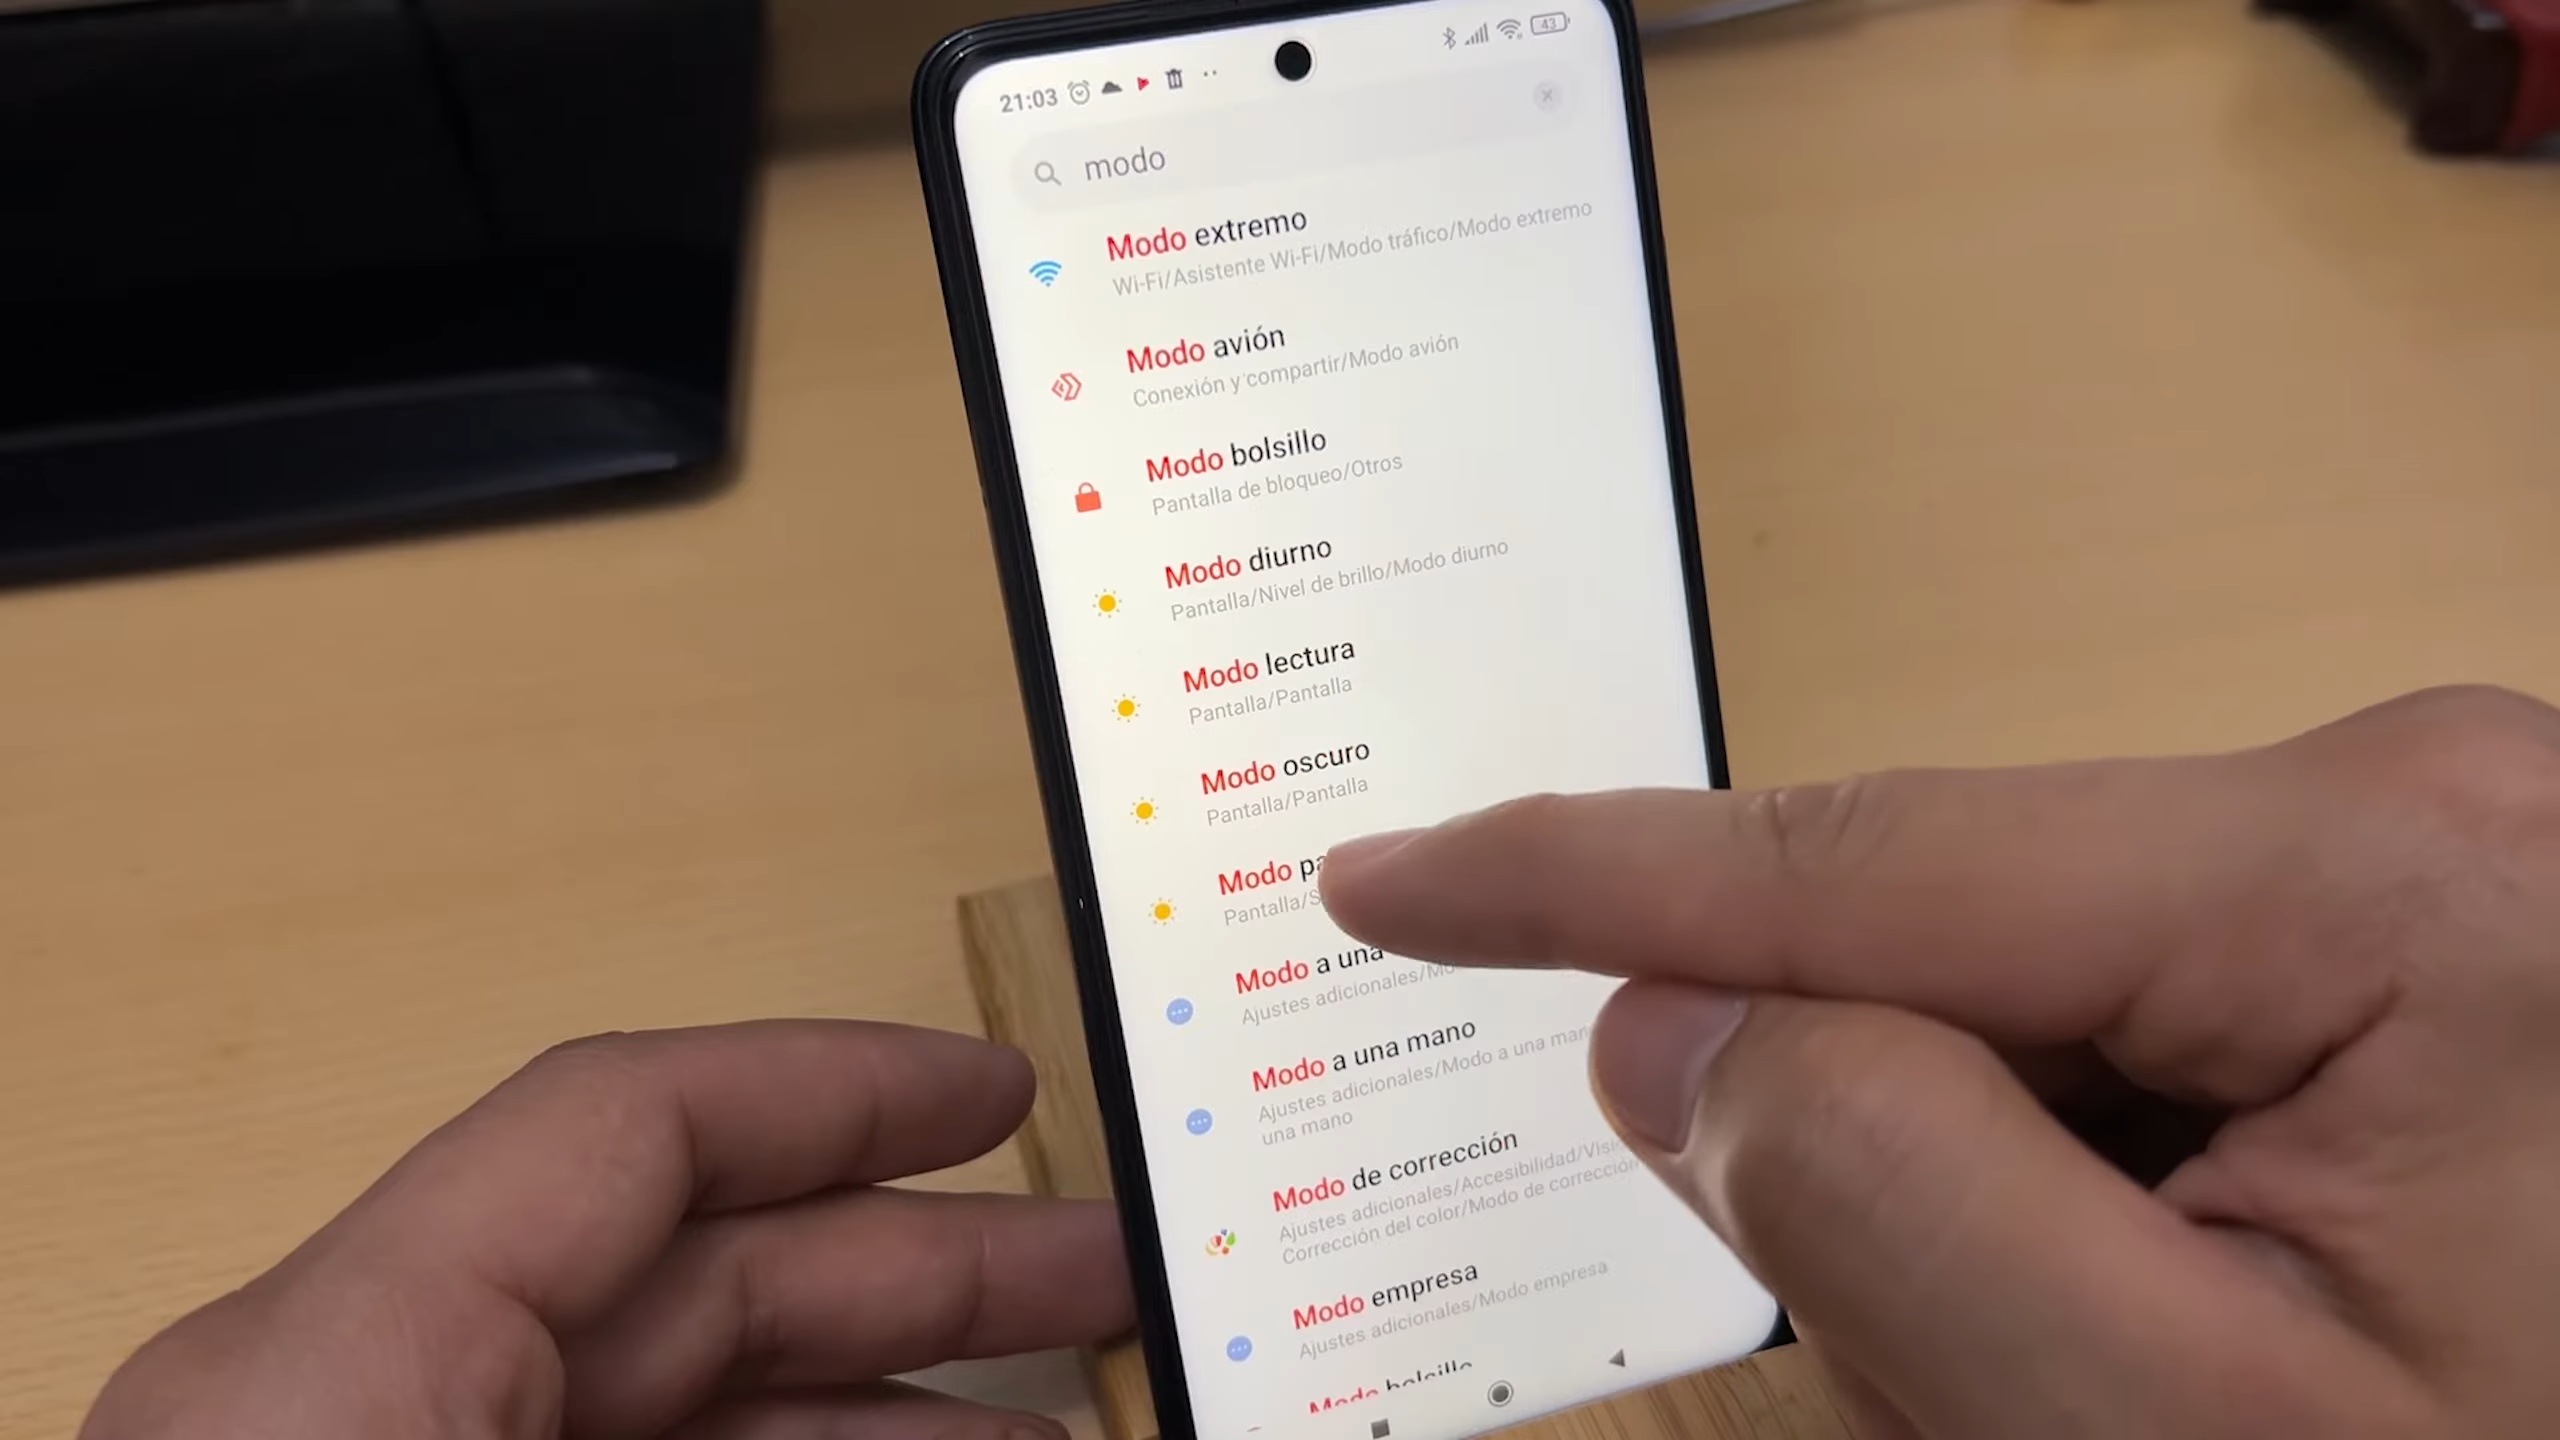 21:03
43
modo
Modo extremo
Wi-Fi/Asistente Wi-Fi/Modo tráfico/Modo extremo
Modo avión
Conexión y compartir/Modo avión
Modo bolsillo
Pantalla de bloqueo/Otros
Modo diurno
Pantalla/Nivel de brillo/Modo diurno
Modo lectura
Pantalla/Pantalla
Modo oscuro
Pantalla/Pantalla
Modo
Pantalla/
Modo a una
Ajustes adicionales/
Modo a una mano
Ajustes adicionales/Modo a una
una mano
Modo de corrección
Ajustes adicionales/Accesibilidad/
Corrección del color/Modo de corrección
Modo empresa
Ajustes adicionales/Modo empresa
Modo bolsillo